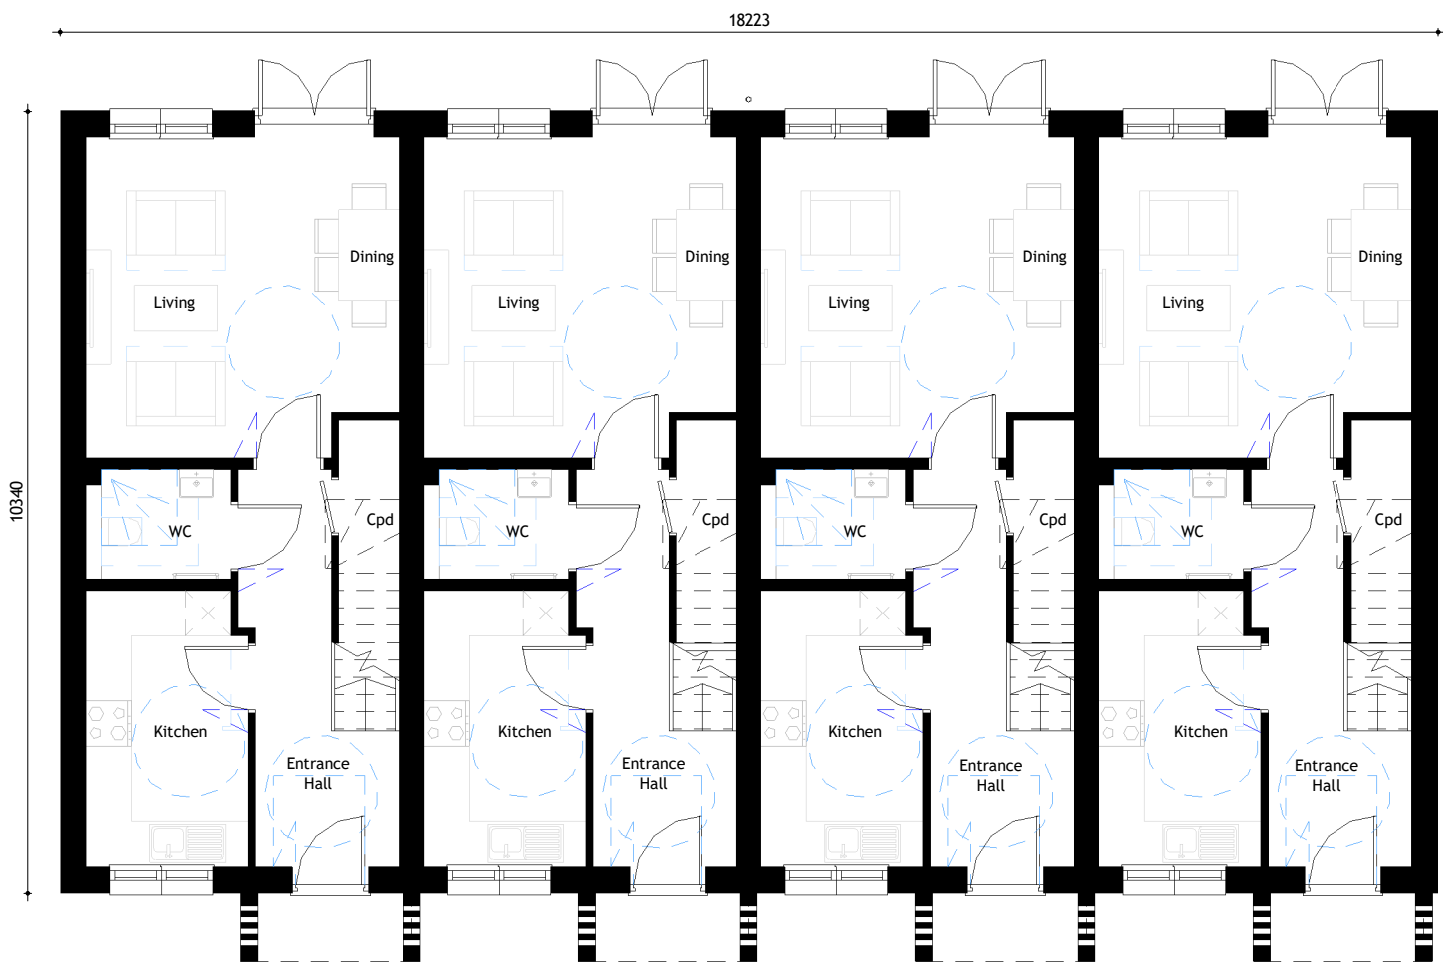 18223
10340
Dining
Dining
Dining
Dining
Living
Living
Living
Living
WC
Cpd
WC
Cpd
WC
Cpd
WC
Cpd
Kitchen
Kitchen
Kitchen
Kitchen
Entrance
Hall
Entrance
Hall
Entrance
Hall
Entrance
Hall